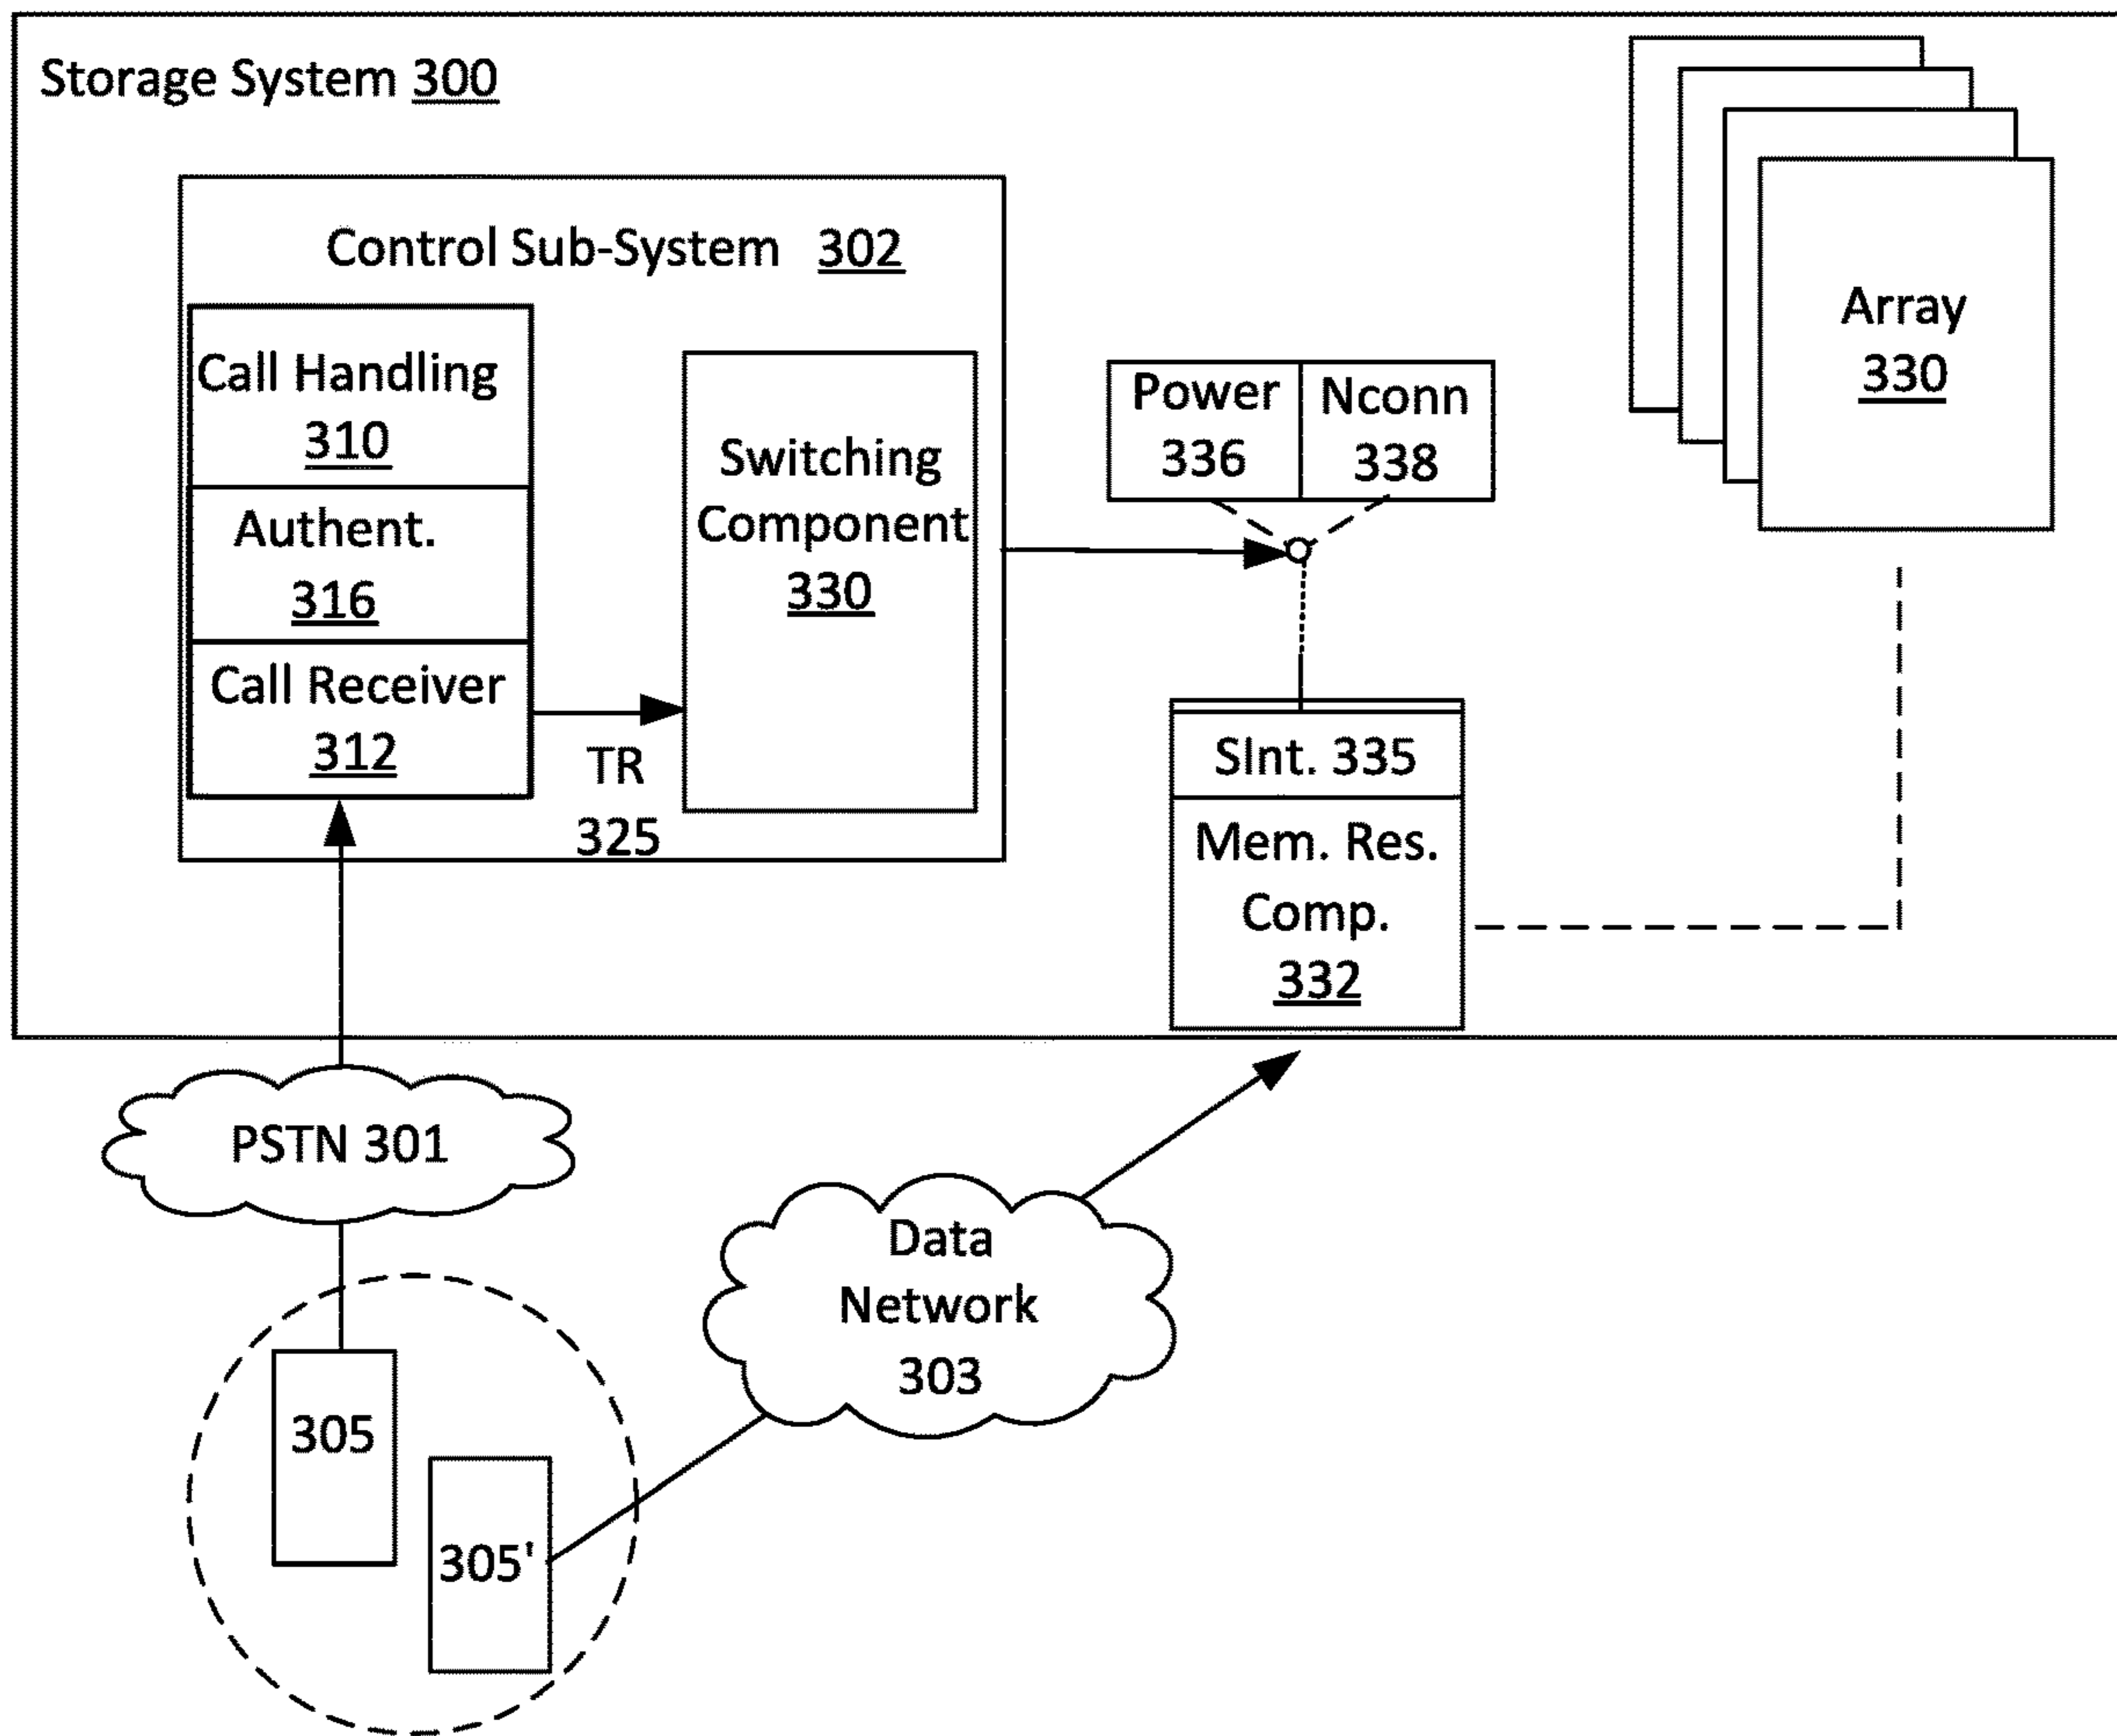 Storage System 300
Control Sub-System 302
Call Handling
310
Authent.
316
Call Receiver
312
TR
325
Switching
Component
330
Power
336
Nconn
338
Array
330
SInt. 335
Mem. Res.
Comp.
332
PSTN 301
Data
Network
303
305
305'